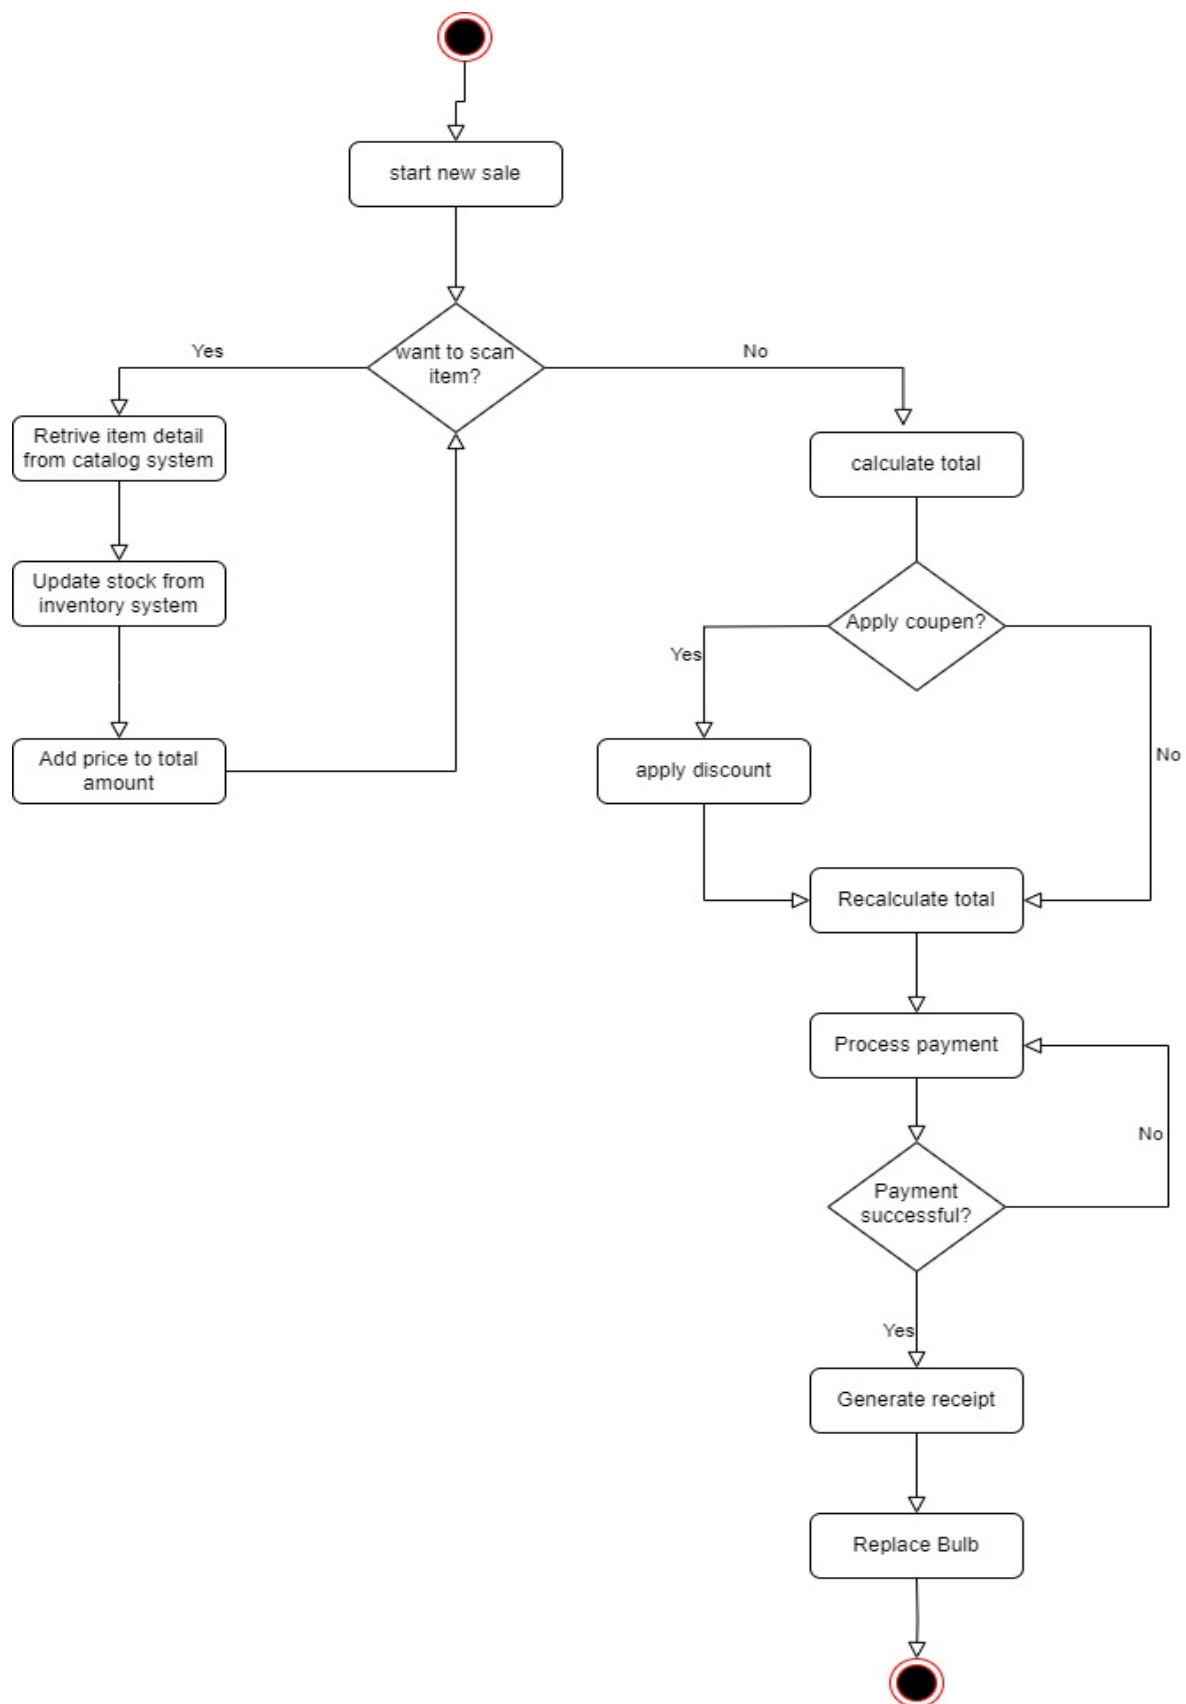 start new sale
want to scan
item?
Yes
No
Retrive item detail
from catalog system
Update stock from
inventory system
Add price to total
amount
calculate total
Apply coupen?
Yes
No
apply discount
Recalculate total
Process payment
No
Payment
successful?
Yes
Generate receipt
Replace Bulb